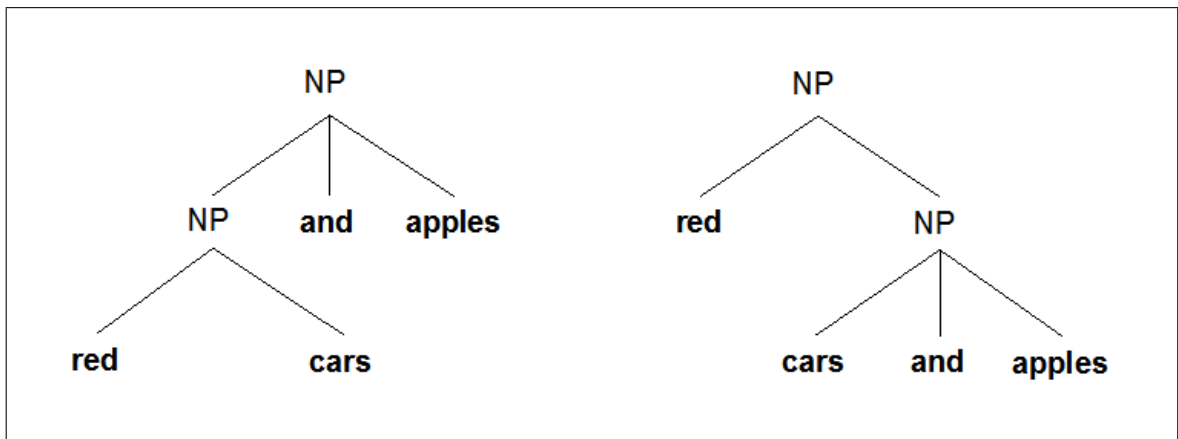 NP
NP and apples
red cars
NP
red NP
cars and apples